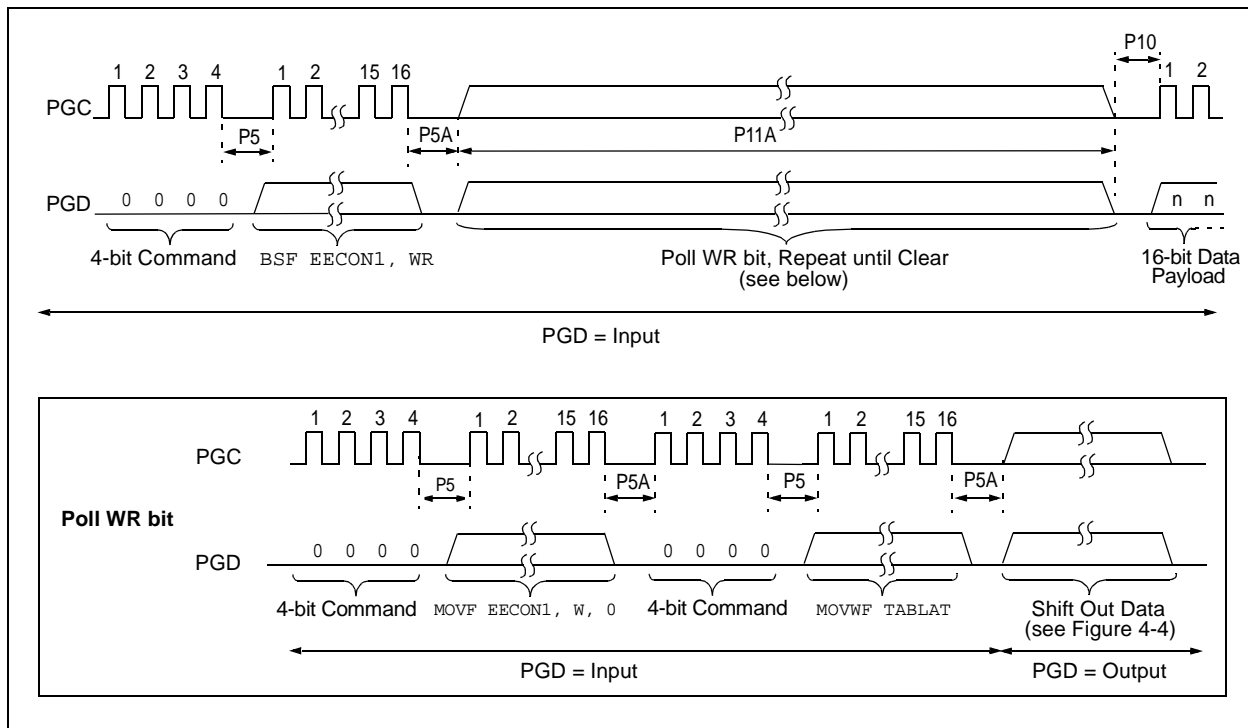 P10
1 2 3 4 1 2 15 16 1 2
PGC
P5 P5A P11A
PGD 0 0 0 0 n n
4-bit Command BSF EECON1, WR Poll WR bit, Repeat until Clear 16-bit Data
(see below) Payload
PGD = Input
1 2 3 4 1 2 15 16 1 2 3 4 1 2 15 16
PGC
P5 P5A P5 P5A
Poll WR bit
PGD 0 0 0 0 0 0 0 0
4-bit Command MOVF EECON1, W, 0 4-bit Command MOVWF TABLAT Shift Out Data
(see Figure 4-4)
PGD = Input PGD = Output